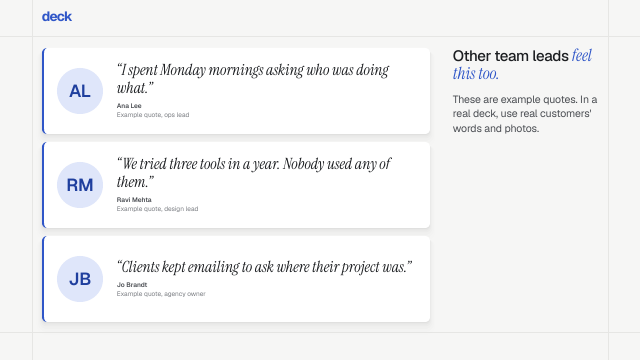 deck
AL
“I spent Monday mornings asking who was doing
what.”
Ana Lee
Example quote, ops lead
RM
“We tried three tools in a year. Nobody used any of
them.”
Ravi Mehta
Example quote, design lead
JB
“Clients kept emailing to ask where their project was.”
Jo Brandt
Example quote, agency owner
Other team leads feel
this too.
These are example quotes. In a
real deck, use real customers'
words and photos.